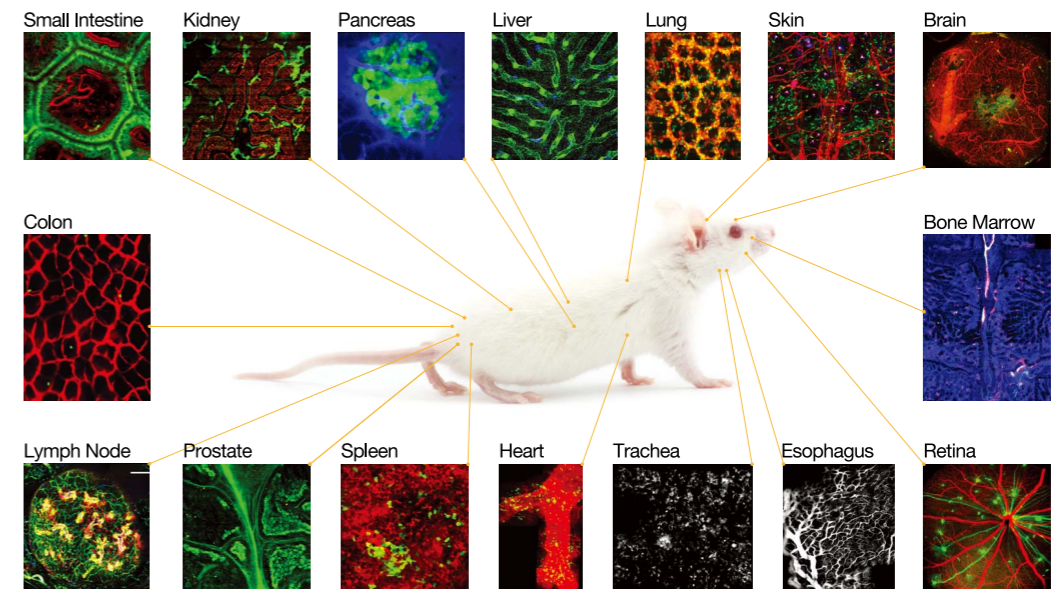 Small Intestine
Kidney
Pancreas
Liver
Lung
Skin
Brain
Colon
Bone Marrow
Lymph Node
Prostate
Spleen
Heart
Trachea
Esophagus
Retina